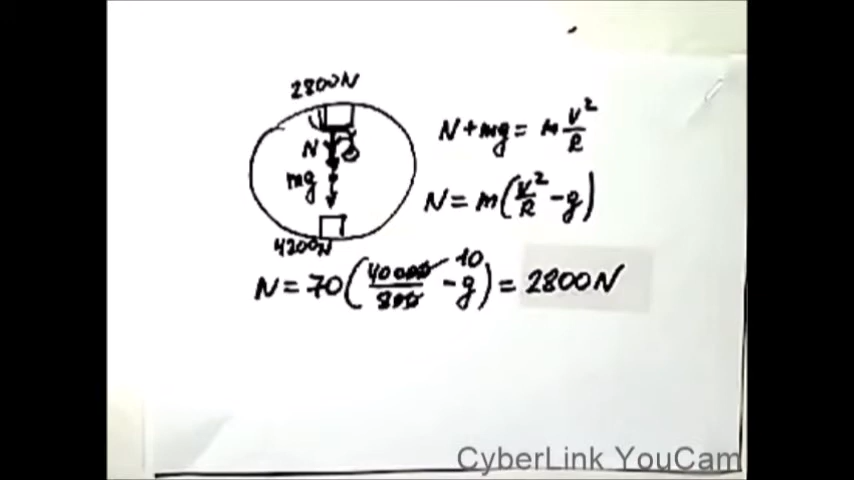 2800N
N + mg = m v²/R
N
mg
N = m(v²/R - g)
4200N
N = 70 (40000/800 - g) = 2800N
10
CyberLink YouCam